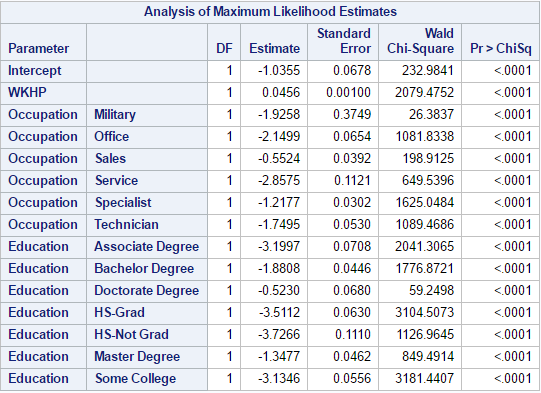 Analysis of Maximum Likelihood Estimates
Parameter DF Estimate Standard Error Wald Chi-Square Pr > ChiSq
Intercept 1 -1.0355 0.0678 232.9841 <.0001
WKHP 1 0.0456 0.00100 2079.4752 <.0001
Occupation Military 1 -1.9258 0.3749 26.3837 <.0001
Occupation Office 1 -2.1499 0.0654 1081.8338 <.0001
Occupation Sales 1 -0.5524 0.0392 198.9125 <.0001
Occupation Service 1 -2.8575 0.1121 649.5396 <.0001
Occupation Specialist 1 -1.2177 0.0302 1625.0484 <.0001
Occupation Technician 1 -1.7495 0.0530 1089.4686 <.0001
Education Associate Degree 1 -3.1997 0.0708 2041.3065 <.0001
Education Bachelor Degree 1 -1.8808 0.0446 1776.8721 <.0001
Education Doctorate Degree 1 -0.5230 0.0680 59.2498 <.0001
Education HS-Grad 1 -3.5112 0.0630 3104.5073 <.0001
Education HS-Not Grad 1 -3.7266 0.1110 1126.9645 <.0001
Education Master Degree 1 -1.3477 0.0462 849.4914 <.0001
Education Some College 1 -3.1346 0.0556 3181.4407 <.0001